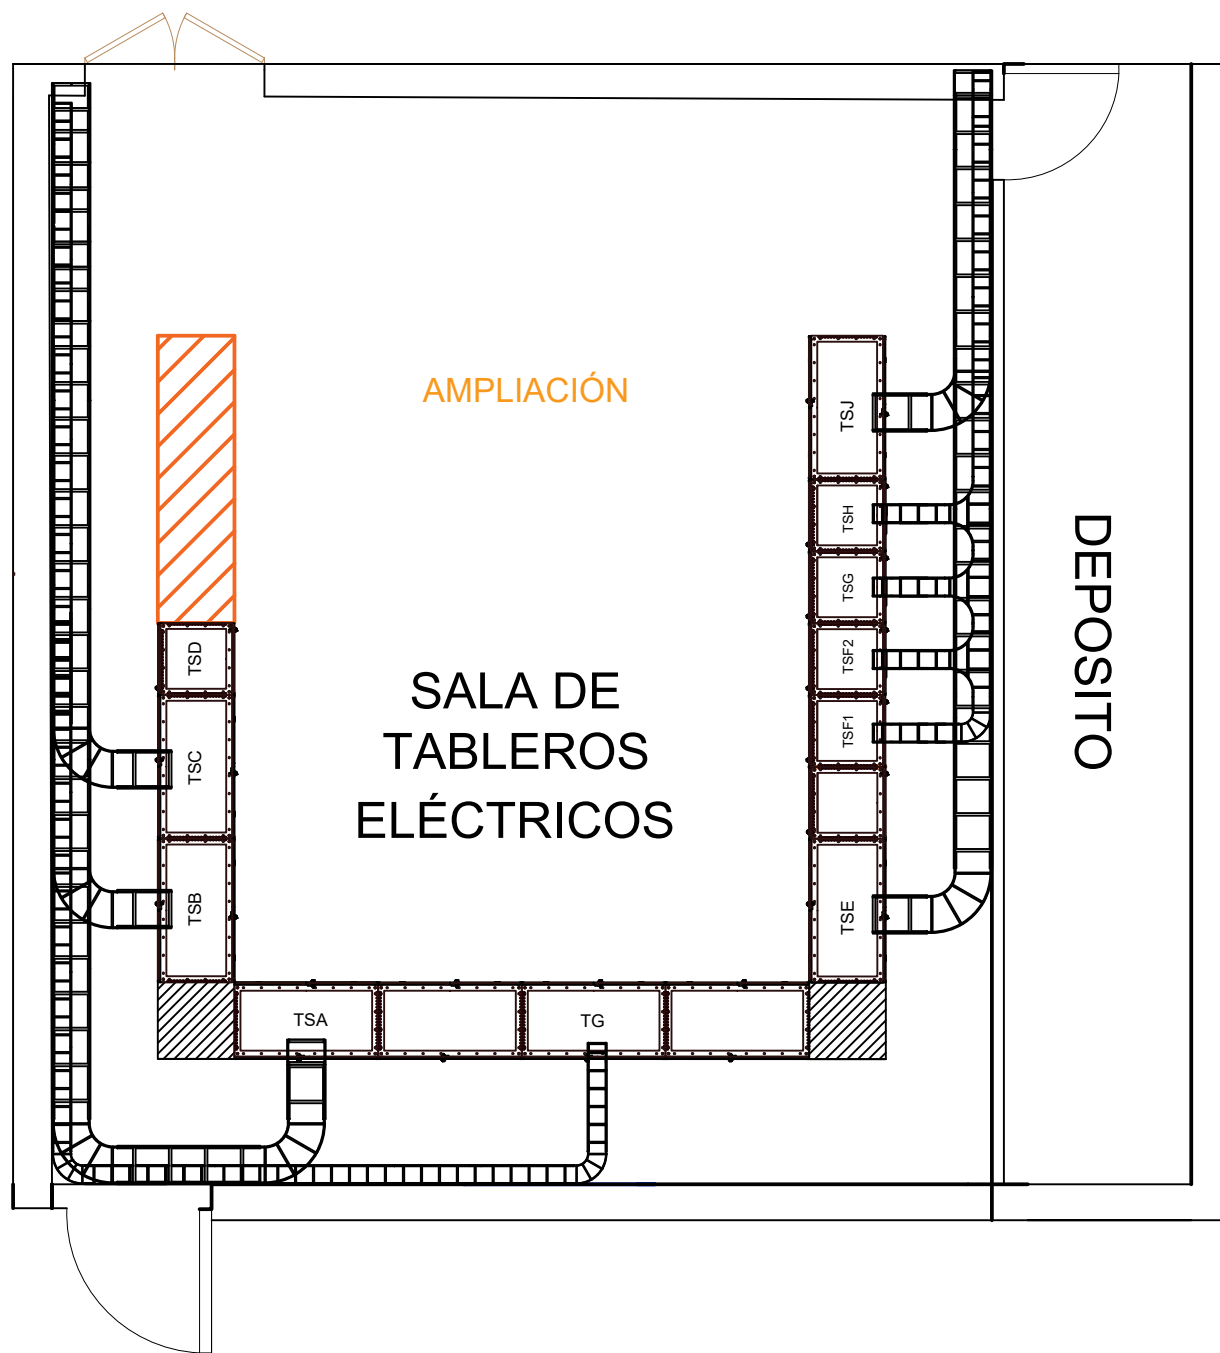 AMPLIACIÓN
SALA DE
TABLEROS
ELÉCTRICOS
DEPOSITO
TSD
TSC
TSB
TSA
TG
TSJ
TSH
TSG
TSF2
TSF1
TSE